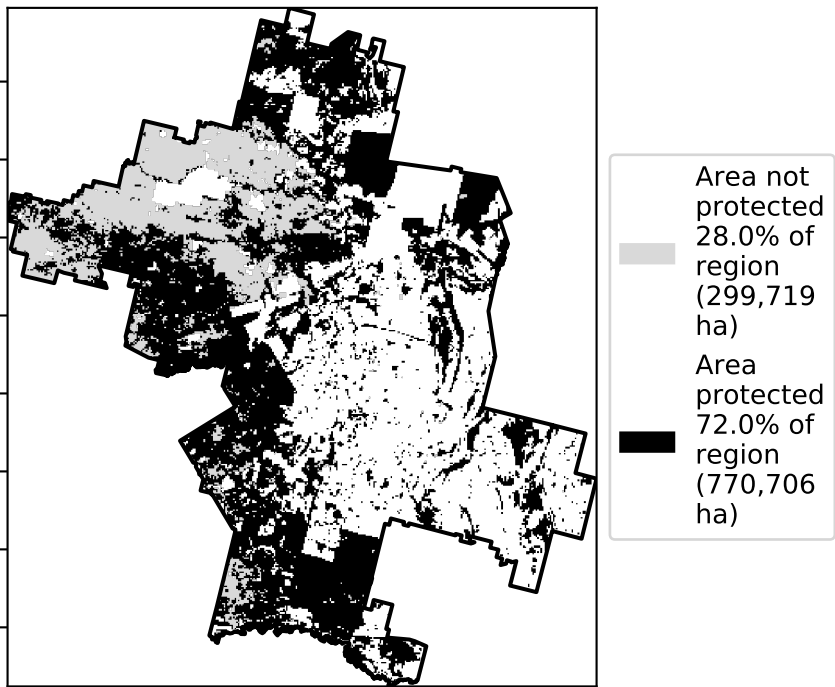 Area not
protected
28.0% of
region
(299,719
ha)
Area
protected
72.0% of
region
(770,706
ha)